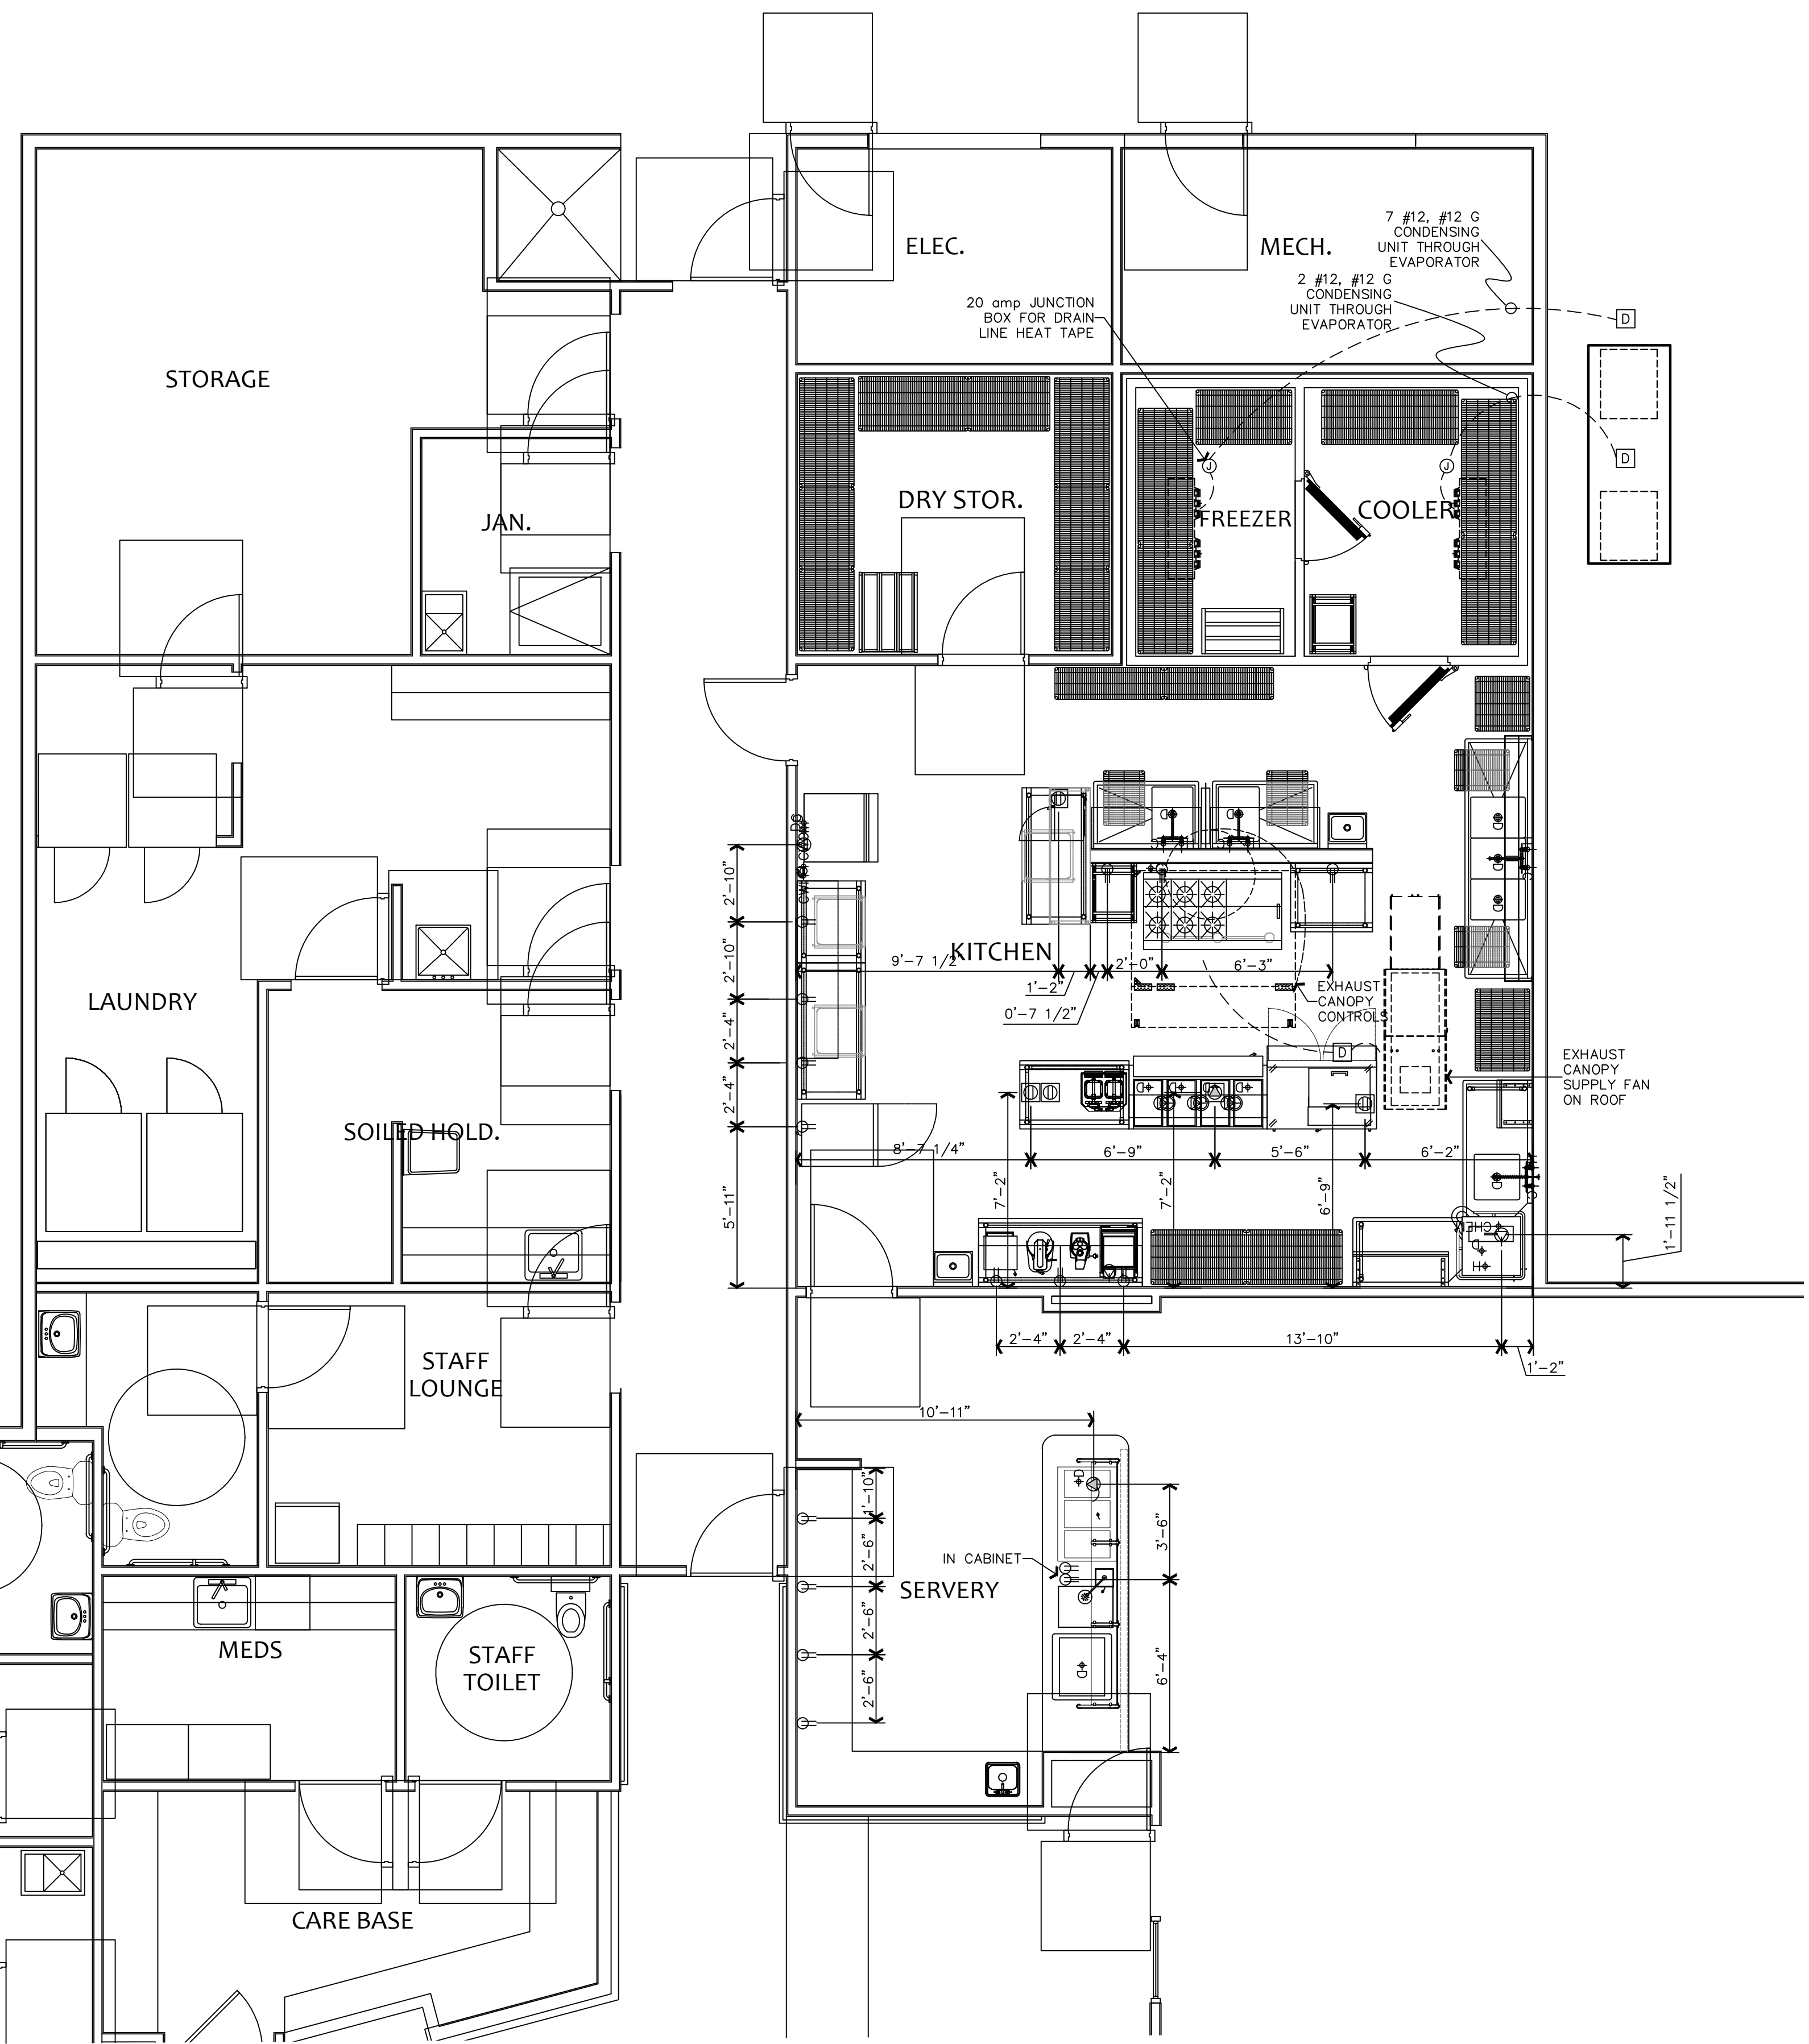 7 #12, #12 G
CONDENSING
UNIT THROUGH
EVAPORATOR
ELEC.
MECH.
2 #12, #12 G
CONDENSING
UNIT THROUGH
EVAPORATOR
20 amp JUNCTION
BOX FOR DRAIN
LINE HEAT TAPE
D
STORAGE
D
J
J
DRY STOR.
FREEZER
COOLER
JAN.
2'-10"
2'-10"
2'-4"
2'-4"
5'-11"
KITCHEN
9'-7 1/2"
1'-2"
0'-7 1/2"
2'-0"
6'-3"
EXHAUST
CANOPY
CONTROLS
D
LAUNDRY
EXHAUST
CANOPY
SUPPLY FAN
ON ROOF
SOILED HOLD.
8'-7 1/4"
6'-9"
5'-6"
6'-2"
7'-2"
7'-2"
6'-9"
1'-11 1/2"
2'-4"
2'-4"
13'-10"
1'-2"
STAFF
LOUNGE
10'-11"
1'-10"
2'-6"
2'-6"
2'-6"
3'-6"
6'-4"
IN CABINET
SERVERY
MEDS
STAFF
TOILET
CARE BASE